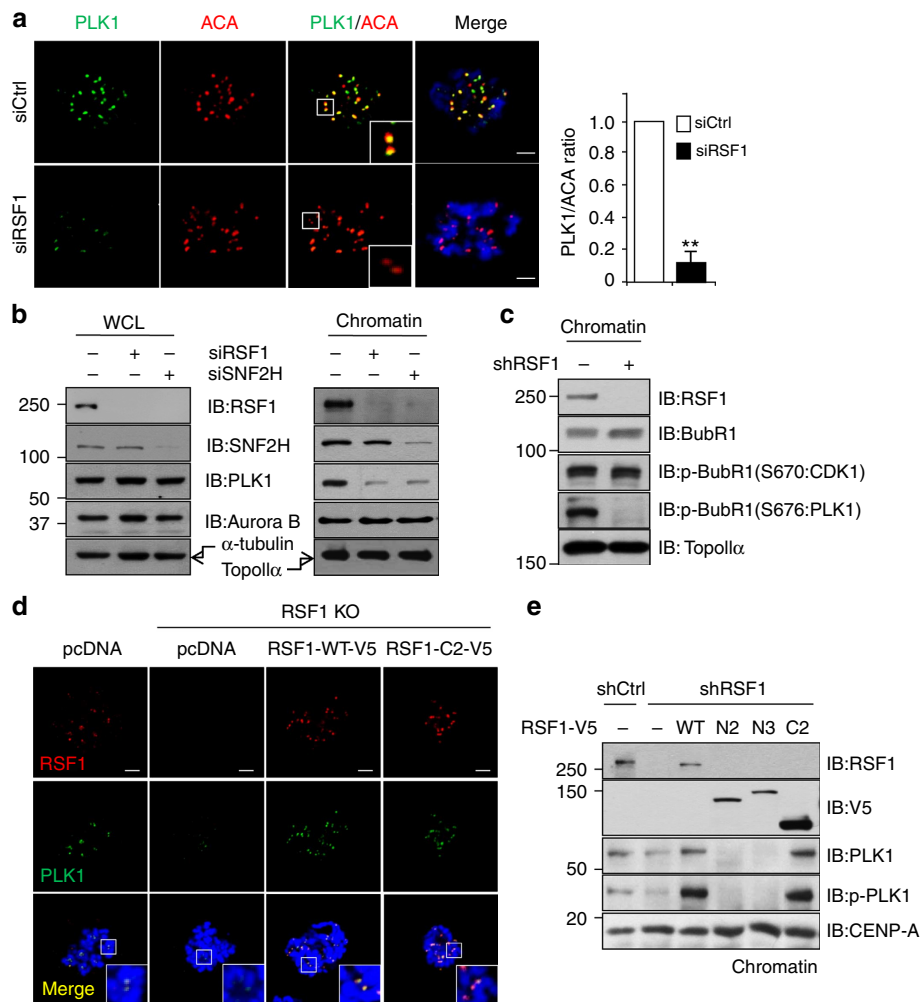 a
PLK1 ACA PLK1/ACA Merge
siCtrl
siRSF1
PLK1/ACA ratio
1.0
0.8
0.6
0.4
0.2
0
siCtrl
siRSF1
**
b
WCL Chromatin
– + – siRSF1 – + –
– – + siSNF2H – – +
250 IB:RSF1
IB:SNF2H
100
IB:PLK1
50
37 IB:Aurora B
α-tubulin
TopoIIα
c
Chromatin
shRSF1 – +
250 IB:RSF1
IB:BubR1
100
IB:p-BubR1(S670:CDK1)
IB:p-BubR1(S676:PLK1)
IB: TopoIIα
150
d
RSF1 KO
pcDNA pcDNA RSF1-WT-V5 RSF1-C2-V5
RSF1
PLK1
Merge
e
shCtrl shRSF1
RSF1-V5 – – WT N2 N3 C2
250 IB:RSF1
150
IB:V5
IB:PLK1
50
IB:p-PLK1
20
IB:CENP-A
Chromatin